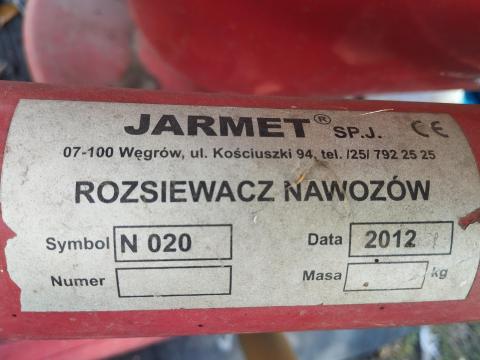 JARMET® SP.J. CE
07-100 Węgrów, ul. Kościuszki 94, tel. /25/ 792 25 25
ROZSIEWACZ NAWOZÓW
Symbol N 020 Data 2012
Numer Masa kg